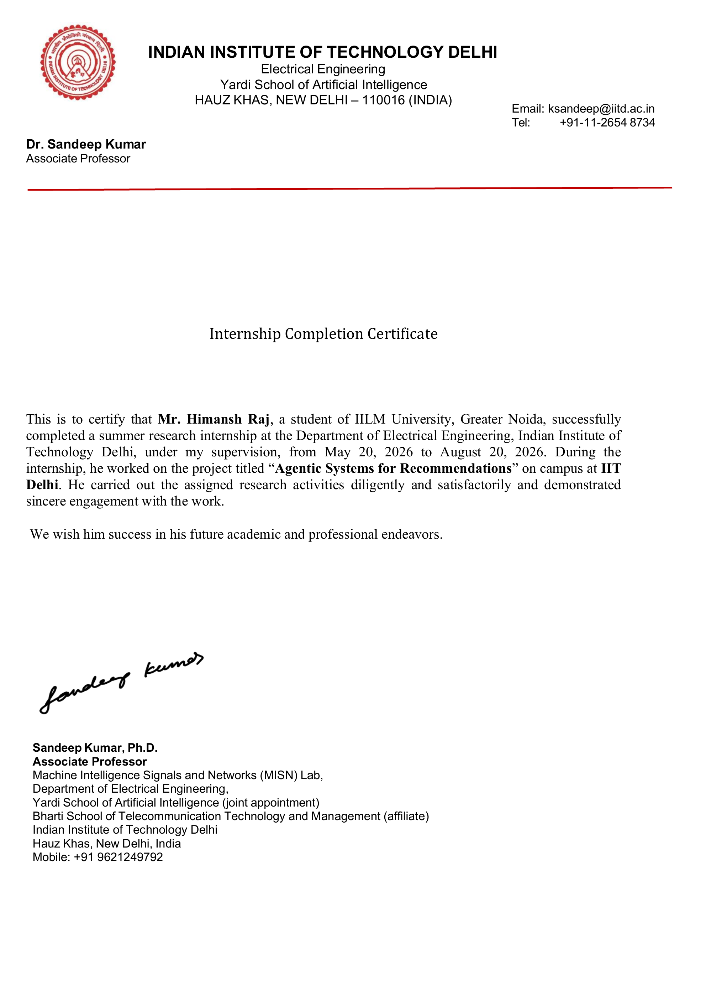 भारतीय प्रौद्योगिकी संस्थान दिल्ली
INDIAN INSTITUTE OF TECHNOLOGY DELHI
INDIAN INSTITUTE OF TECHNOLOGY DELHI
Electrical Engineering
Yardi School of Artificial Intelligence
HAUZ KHAS, NEW DELHI – 110016 (INDIA)
Email: ksandeep@iitd.ac.in
Tel: +91-11-2654 8734
Dr. Sandeep Kumar
Associate Professor
Internship Completion Certificate
This is to certify that Mr. Himansh Raj, a student of IILM University, Greater Noida, successfully
completed a summer research internship at the Department of Electrical Engineering, Indian Institute of
Technology Delhi, under my supervision, from May 20, 2026 to August 20, 2026. During the
internship, he worked on the project titled “Agentic Systems for Recommendations” on campus at IIT
Delhi. He carried out the assigned research activities diligently and satisfactorily and demonstrated
sincere engagement with the work.
We wish him success in his future academic and professional endeavors.
Sandeep Kumar
Sandeep Kumar, Ph.D.
Associate Professor
Machine Intelligence Signals and Networks (MISN) Lab,
Department of Electrical Engineering,
Yardi School of Artificial Intelligence (joint appointment)
Bharti School of Telecommunication Technology and Management (affiliate)
Indian Institute of Technology Delhi
Hauz Khas, New Delhi, India
Mobile: +91 9621249792